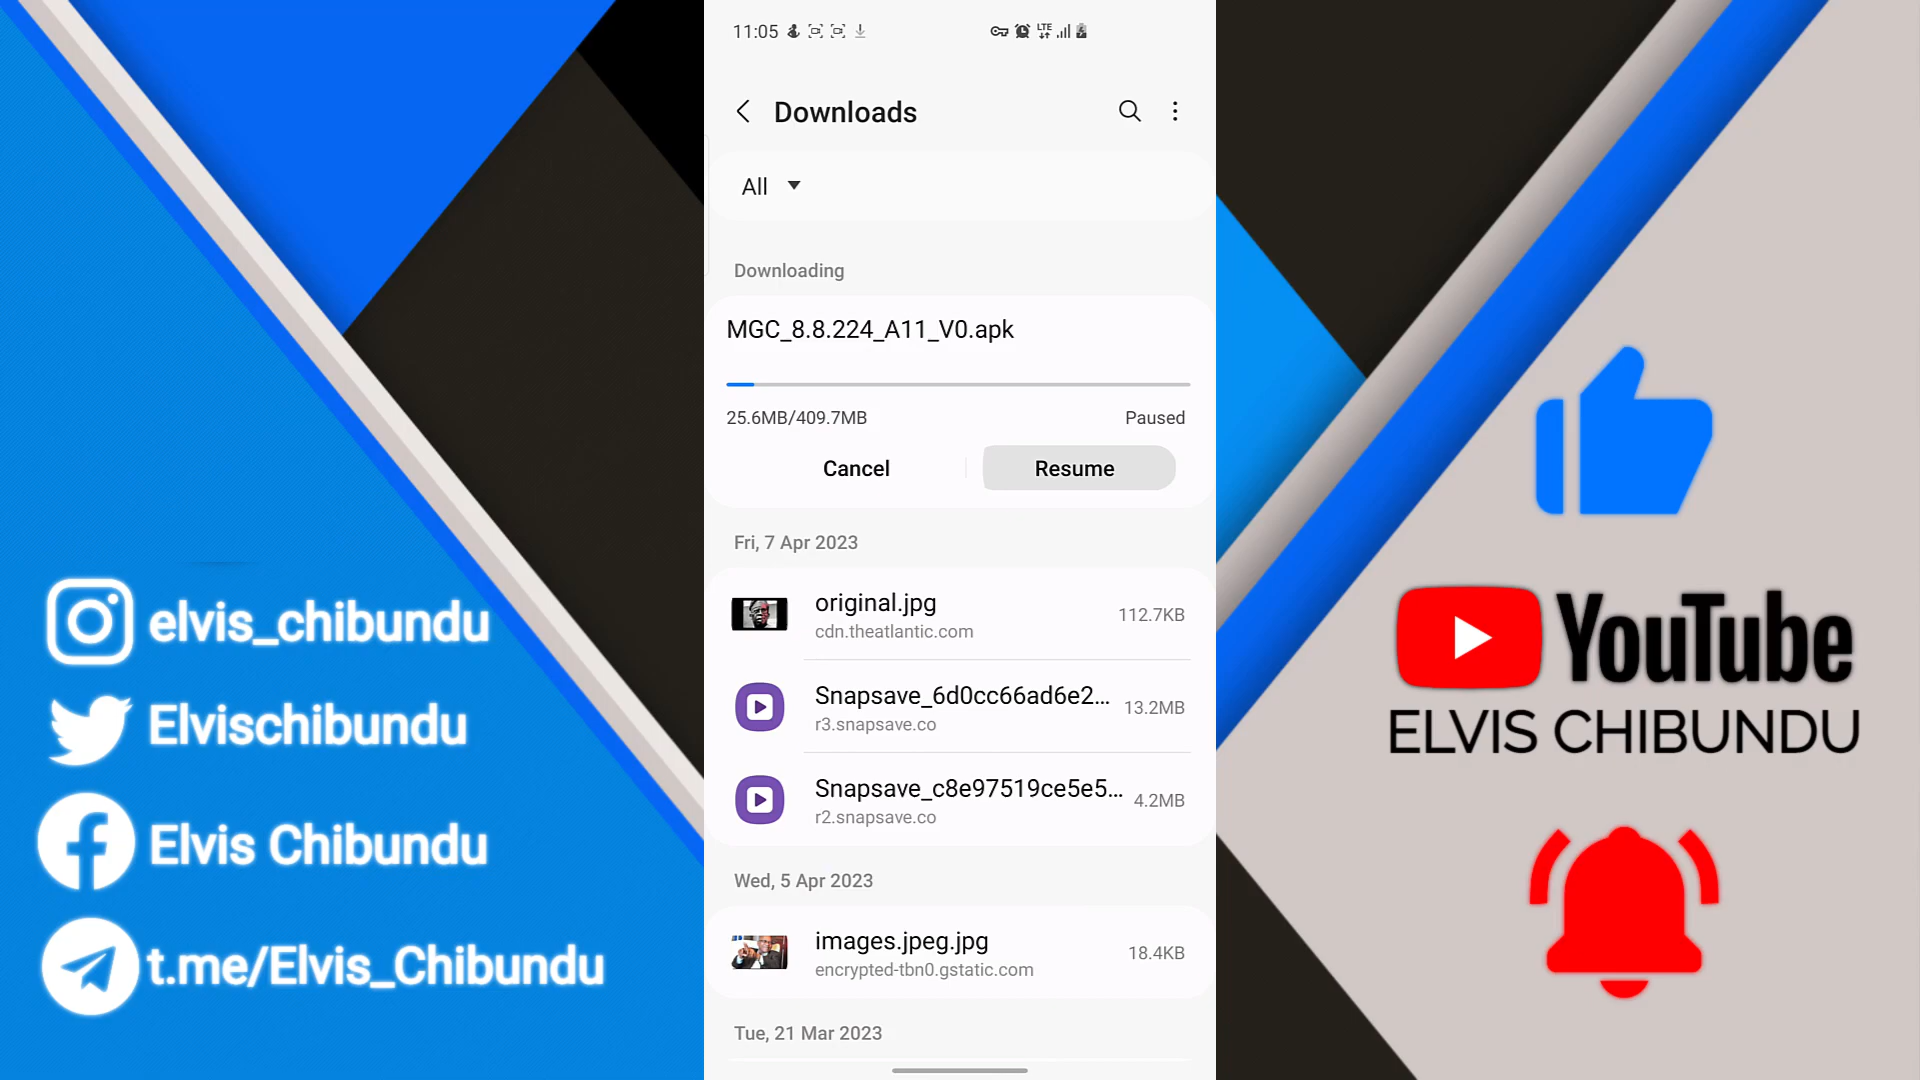 11:05
LTE
Downloads
All
Downloading
MGC_8.8.224_A11_V0.apk
25.6MB/409.7MB
Paused
Cancel
Resume
Fri, 7 Apr 2023
original.jpg
112.7KB
cdn.theatlantic.com
Snapsave_6d0cc66ad6e2...
13.2MB
r3.snapsave.co
Snapsave_c8e97519ce5e5...
4.2MB
r2.snapsave.co
Wed, 5 Apr 2023
images.jpeg.jpg
18.4KB
encrypted-tbn0.gstatic.com
Tue, 21 Mar 2023
elvis_chibundu
Elvischibundu
Elvis Chibundu
t.me/Elvis_Chibundu
YouTube
ELVIS CHIBUNDU